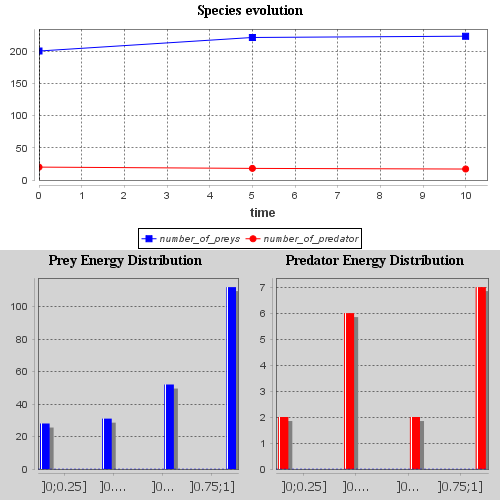 Species evolution
200
150
100
50
0
0 1 2 3 4 5 6 7 8 9 10
time
number_of_preys number_of_predator
Prey Energy Distribution
100
80
60
40
20
0
]0;0.25] ]0.... ]0... ]0.75;1]
Predator Energy Distribution
7
6
5
4
3
2
1
0
]0;0.25] ]0.... ]0... ]0.75;1]